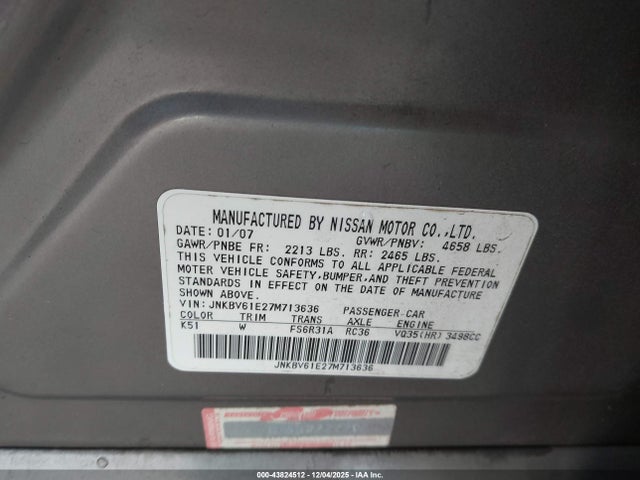 MANUFACTURED BY NISSAN MOTOR CO.,LTD.
DATE: 01/07 GVWR/PNBV: 4658 LBS.
GAWR/PNBE FR: 2213 LBS. RR: 2465 LBS.
THIS VEHICLE CONFORMS TO ALL APPLICABLE FEDERAL
MOTOR VEHICLE SAFETY,BUMPER,AND THEFT PREVENTION
STANDARDS IN EFFECT ON THE DATE OF MANUFACTURE
SHOWN ABOVE.
VIN: JNKBV61E27M713636 PASSENGER-CAR
COLOR TRIM TRANS AXLE ENGINE
K51 W FS6R31A RC36 VQ35(HR) 3498CC
JNKBV61E27M713636
000-43824512 - 12/04/2025 - IAA, Inc.